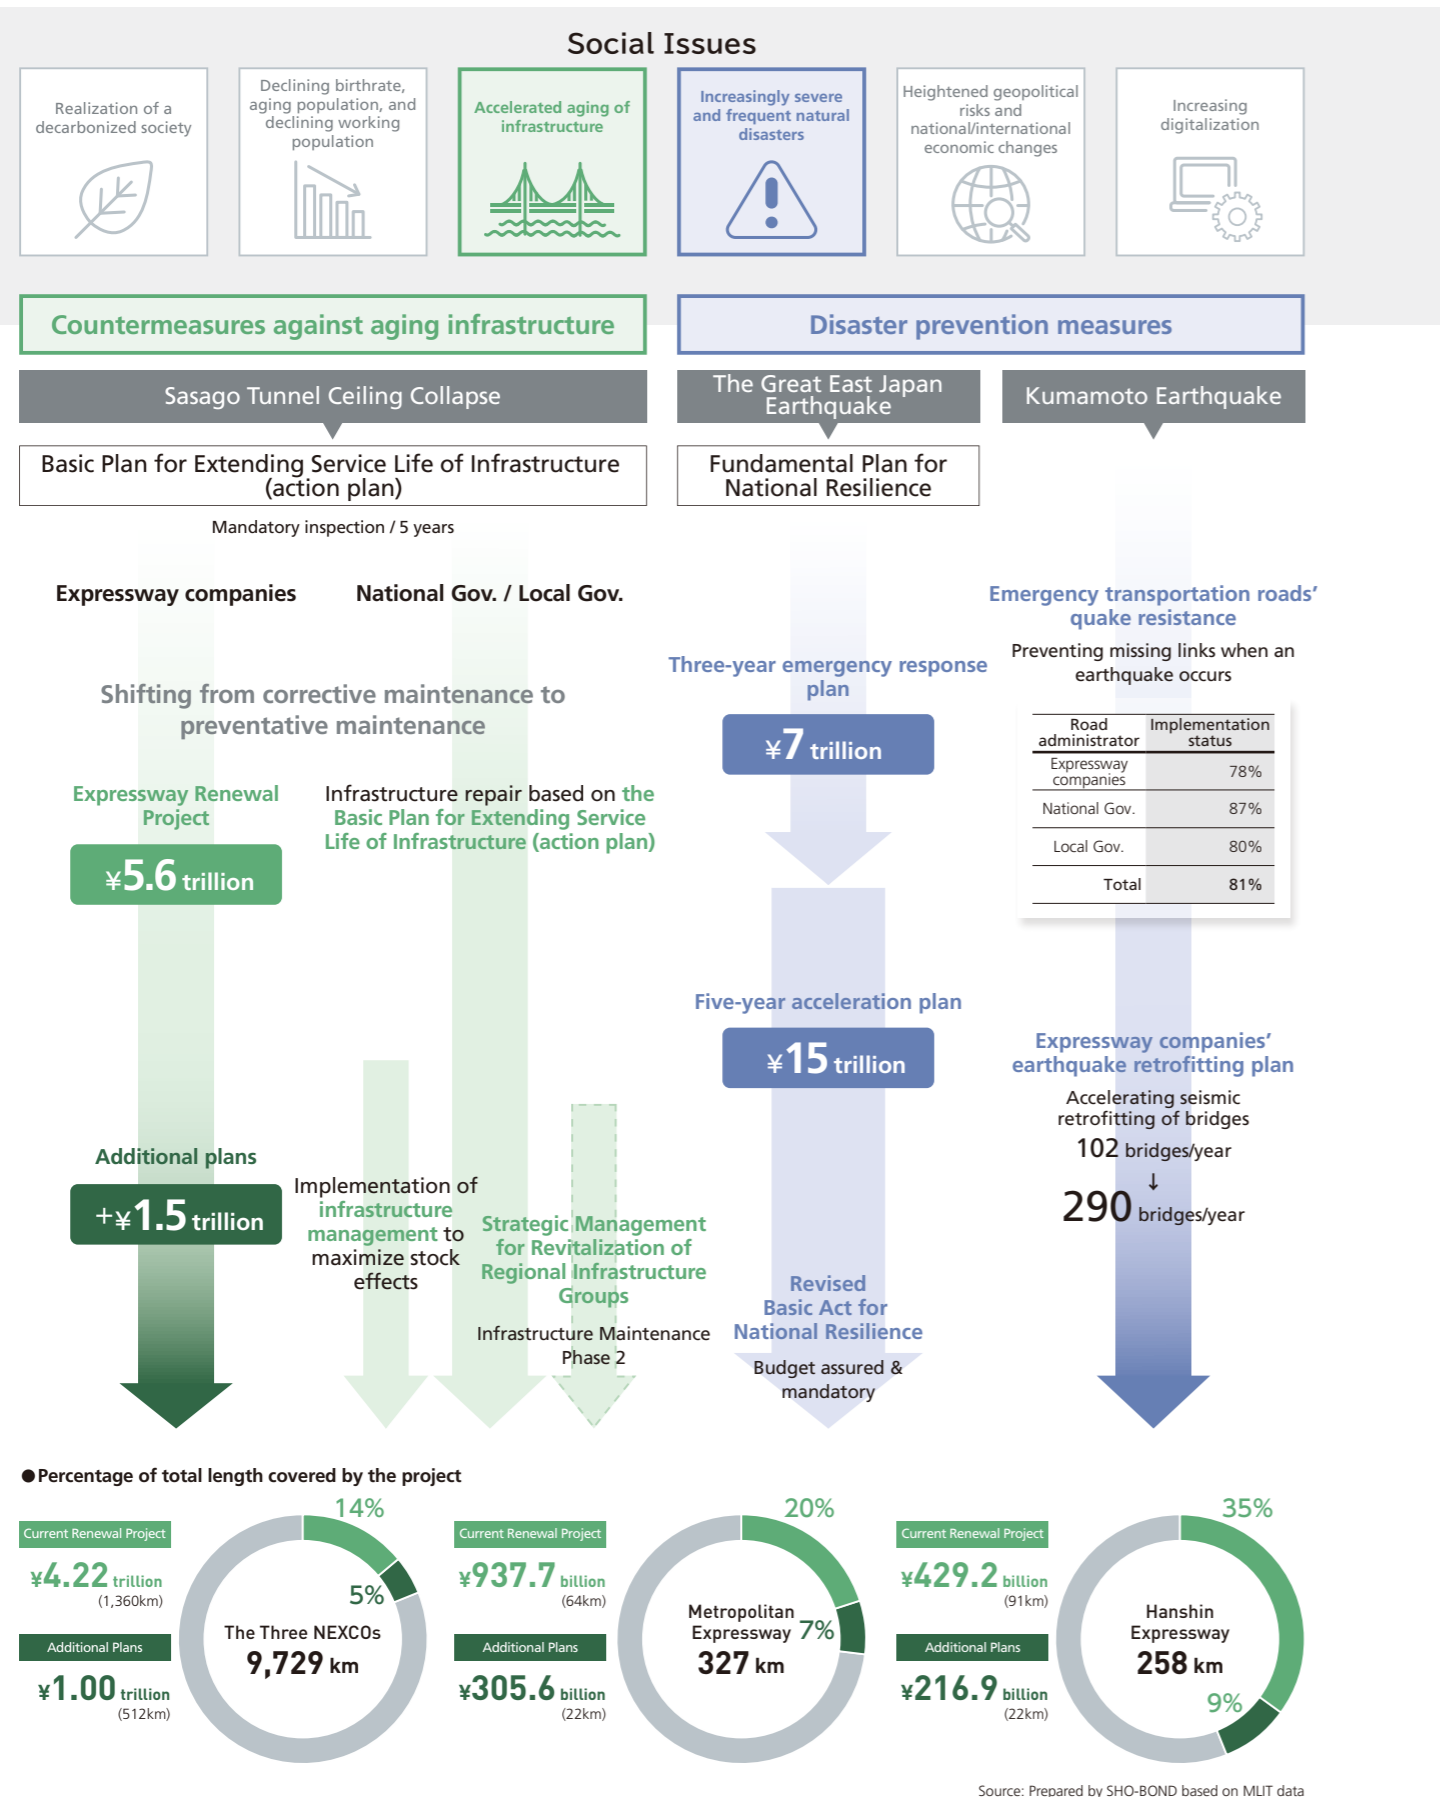 Social Issues
Realization of a
decarbonized society
Declining birthrate,
aging population, and
declining working
population
Accelerated aging of
infrastructure
Increasingly severe
and frequent natural
disasters
Heightened geopolitical
risks and
national/international
economic changes
Increasing
digitalization
Countermeasures against aging infrastructure
Disaster prevention measures
Sasago Tunnel Ceiling Collapse
The Great East Japan
Earthquake
Kumamoto Earthquake
Basic Plan for Extending Service Life of Infrastructure
(action plan)
Fundamental Plan for
National Resilience
Mandatory inspection / 5 years
Expressway companies
National Gov. / Local Gov.
Shifting from corrective maintenance to
preventative maintenance
Expressway Renewal
Project
¥5.6 trillion
Infrastructure repair based on the
Basic Plan for Extending Service
Life of Infrastructure (action plan)
Additional plans
+¥1.5 trillion
Implementation of
infrastructure
management to
maximize stock
effects
Strategic Management
for Revitalization of
Regional Infrastructure
Groups
Infrastructure Maintenance
Phase 2
Three-year emergency response
plan
¥7 trillion
Five-year acceleration plan
¥15 trillion
Revised
Basic Act for
National Resilience
Budget assured &
mandatory
Emergency transportation roads’
quake resistance
Preventing missing links when an
earthquake occurs
Road
administrator
Implementation
status
Expressway
companies
78%
National Gov. 87%
Local Gov. 80%
Total 81%
Expressway companies’
earthquake retrofitting plan
Accelerating seismic
retrofitting of bridges
102 bridges/year
↓
290 bridges/year
●Percentage of total length covered by the project
Current Renewal Project
¥4.22 trillion
(1,360km)
Additional Plans
¥1.00 trillion
(512km)
14%
5%
The Three NEXCOs
9,729 km
Current Renewal Project
¥937.7 billion
(64km)
Additional Plans
¥305.6 billion
(22km)
20%
7%
Metropolitan
Expressway
327 km
Current Renewal Project
¥429.2 billion
(91km)
Additional Plans
¥216.9 billion
(22km)
35%
9%
Hanshin
Expressway
258 km
Source: Prepared by SHO-BOND based on MLIT data